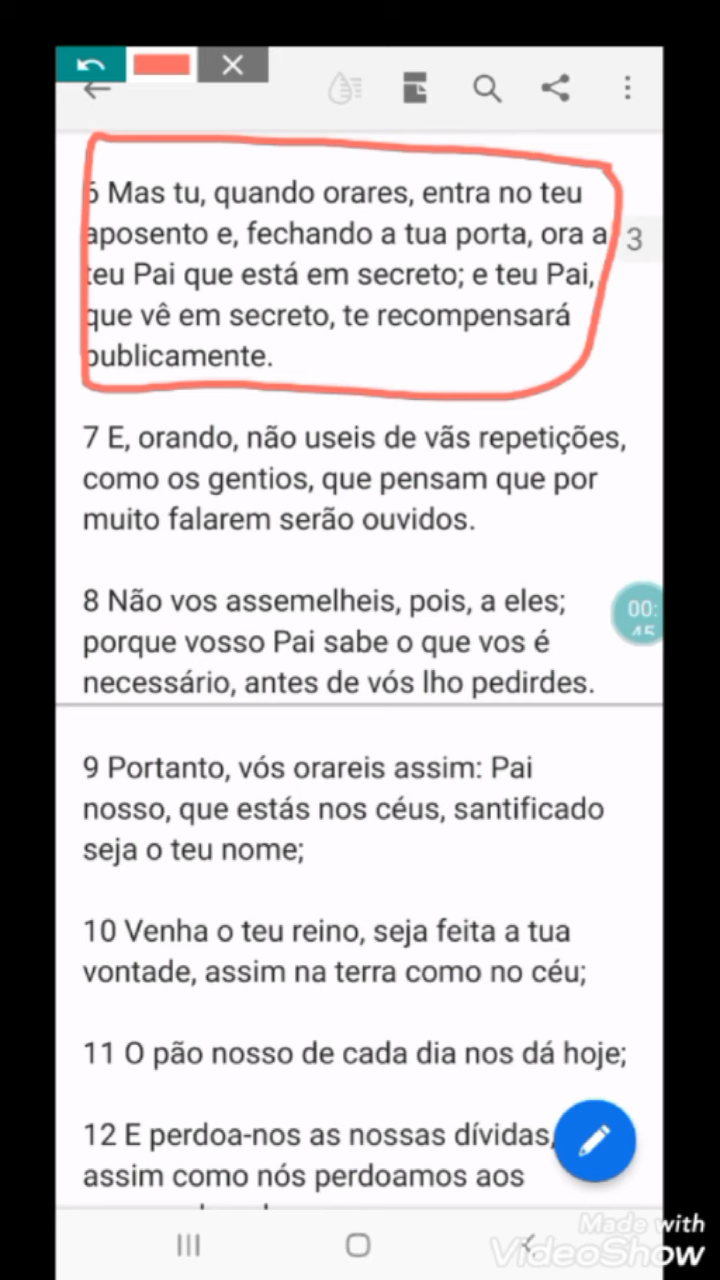 6 Mas tu, quando orares, entra no teu
aposento e, fechando a tua porta, ora a
teu Pai que está em secreto; e teu Pai,
que vê em secreto, te recompensará
publicamente.
3
7 E, orando, não useis de vãs repetições,
como os gentios, que pensam que por
muito falarem serão ouvidos.
00:
45
8 Não vos assemelheis, pois, a eles;
porque vosso Pai sabe o que vos é
necessário, antes de vós lho pedirdes.
9 Portanto, vós orareis assim: Pai
nosso, que estás nos céus, santificado
seja o teu nome;
10 Venha o teu reino, seja feita a tua
vontade, assim na terra como no céu;
11 O pão nosso de cada dia nos dá hoje;
12 E perdoa-nos as nossas dívidas,
assim como nós perdoamos aos
Made with
VideoShow